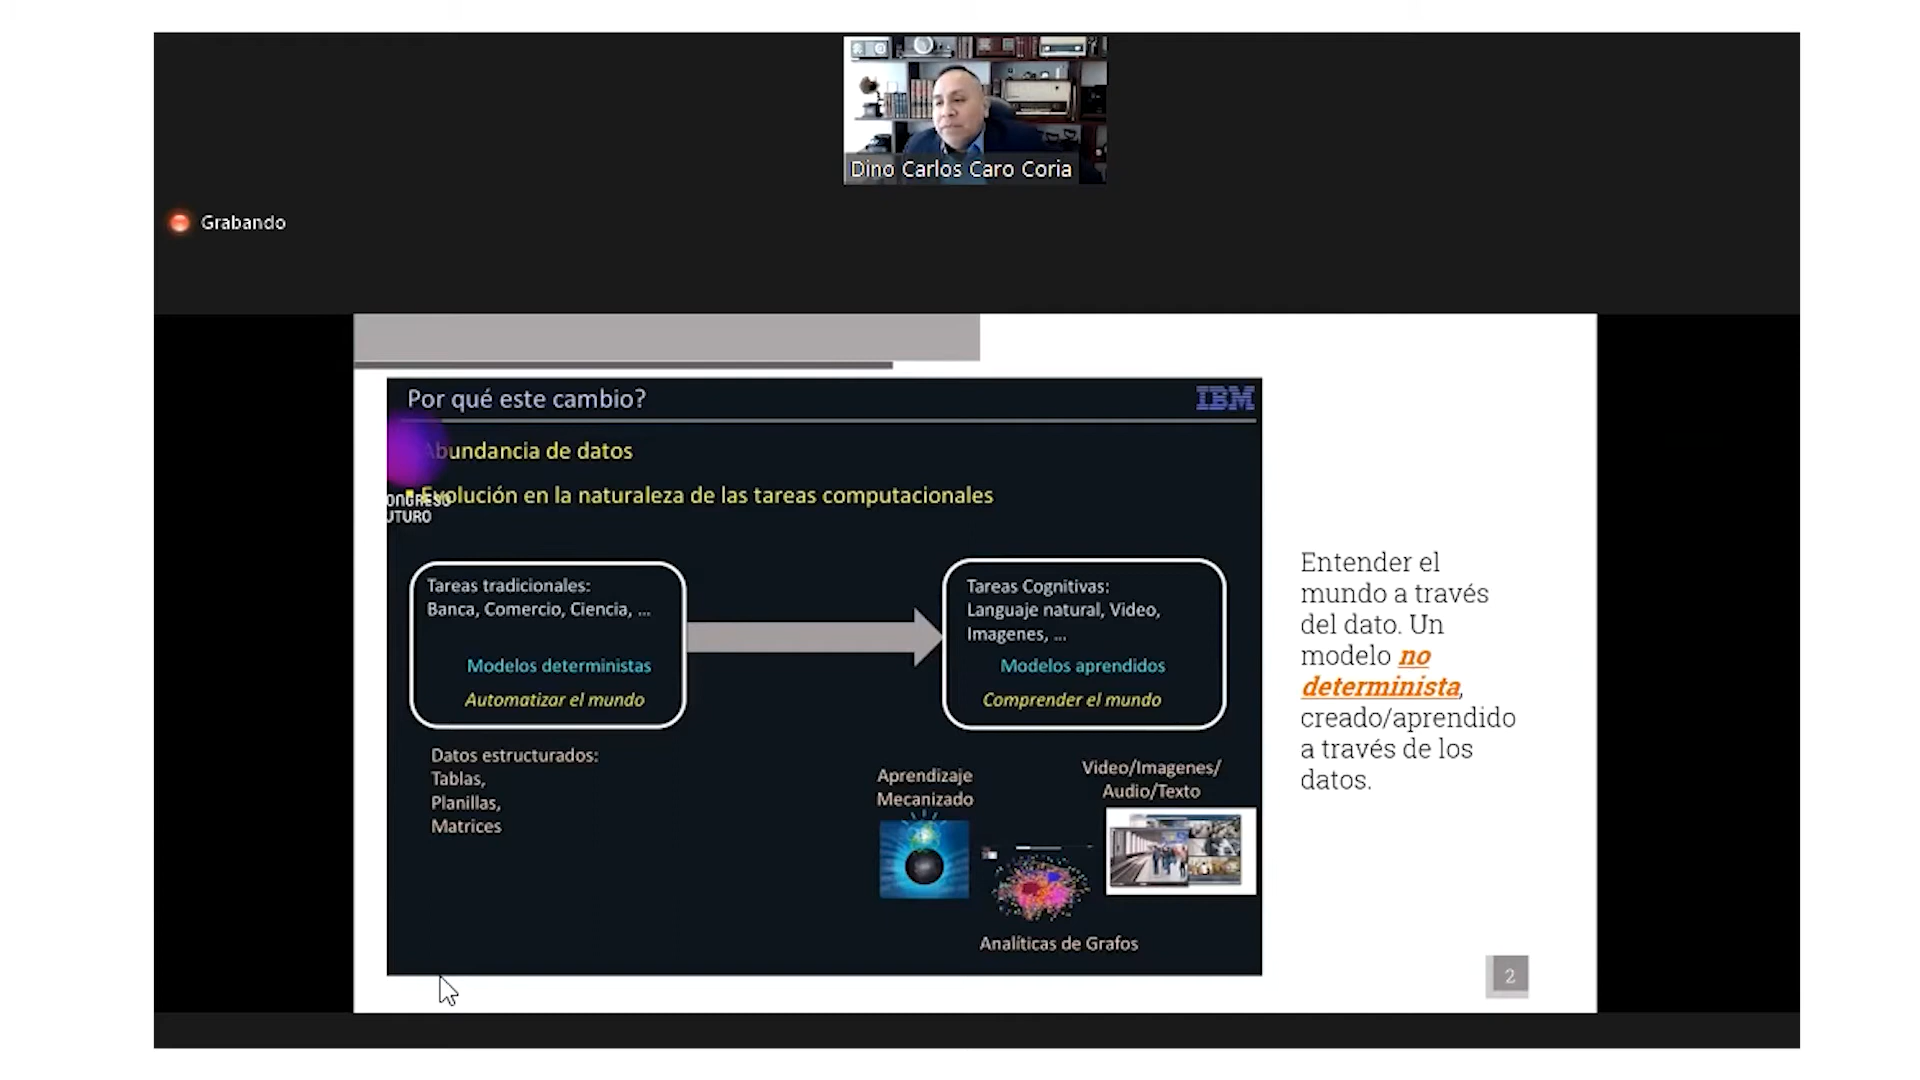 Dino Carlos Caro Coria
Grabando
Por qué este cambio?
IBM
Abundancia de datos
Evolución en la naturaleza de las tareas computacionales
ONGRESO
UTURO
Tareas tradicionales:
Banca, Comercio, Ciencia, ...
Modelos deterministas
Automatizar el mundo
Tareas Cognitivas:
Languaje natural, Video,
Imagenes, ...
Modelos aprendidos
Comprender el mundo
Datos estructurados:
Tablas,
Planillas,
Matrices
Aprendizaje
Mecanizado
Video/Imagenes/
Audio/Texto
Analíticas de Grafos
Entender el
mundo a través
del dato. Un
modelo no
determinista,
creado/aprendido
a través de los
datos.
2